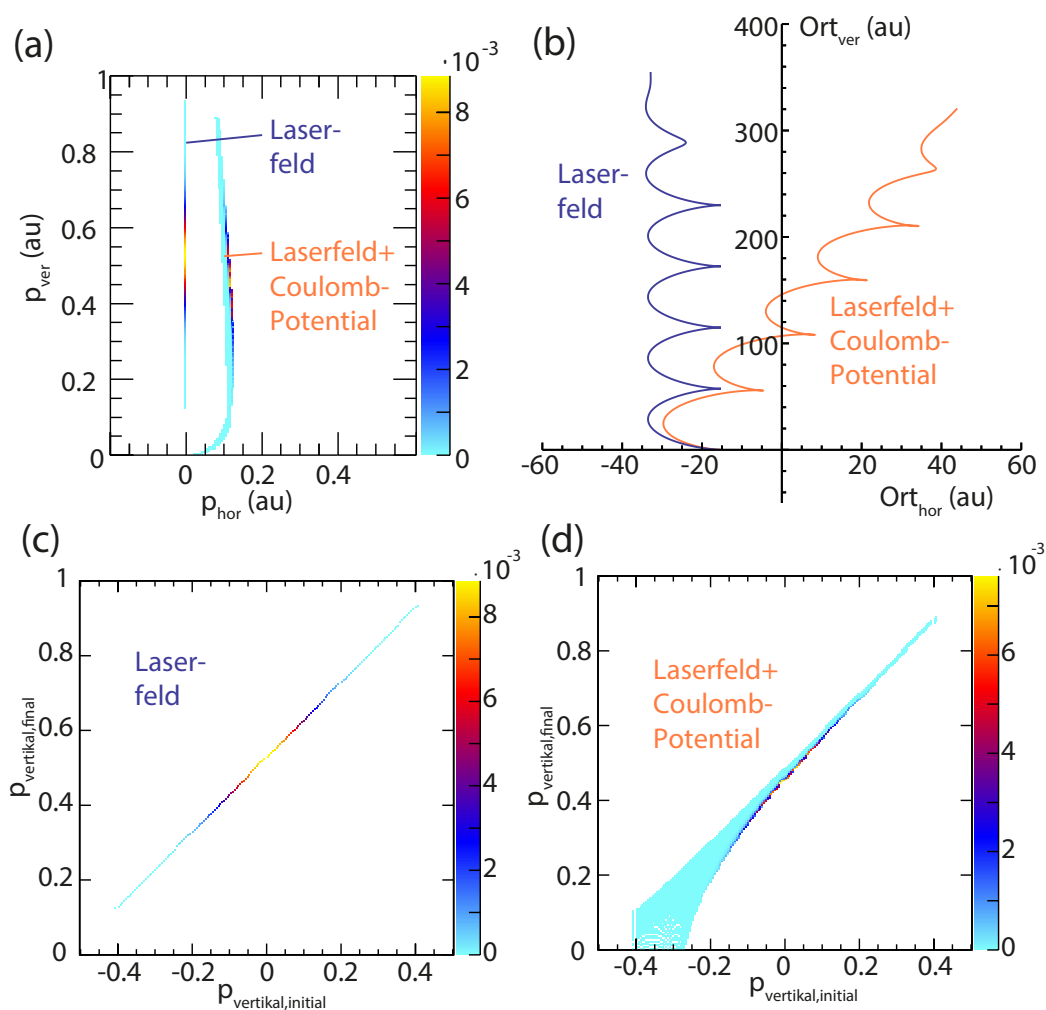 (a)
·10⁻³
1
0.8
0.6
0.4
0.2
0
p_ver (au)
Laser-
feld
Laserfeld+
Coulomb-
Potential
0 0.2 0.4
p_hor (au)
8
6
4
2
0
(b)
Ort_ver (au)
400
300
200
100
Laser-
feld
Laserfeld+
Coulomb-
Potential
-60 -40 -20 0 20 40 60
Ort_hor (au)
(c)
·10⁻³
1
0.8
0.6
0.4
0.2
0
p_vertikal,final
Laser-
feld
-0.4 -0.2 0 0.2 0.4
p_vertikal,initial
8
6
4
2
0
(d)
·10⁻³
1
0.8
0.6
0.4
0.2
0
p_vertikal,final
Laserfeld+
Coulomb-
Potential
-0.4 -0.2 0 0.2 0.4
p_vertikal,initial
6
4
2
0